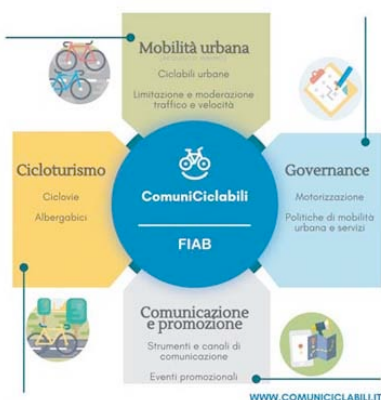 Mobilità urbana
Ciclabili urbane
Limitazione e moderazione
traffico e velocità
Cicloturismo
Ciclovie
Albergabici
ComuniCiclabili
FIAB
Governance
Motorizzazione
Politiche di mobilità
urbana e servizi
Comunicazione
e promozione
Strumenti e canali di
comunicazione
Eventi promozionali
WWW.COMUNICICLABILI.IT